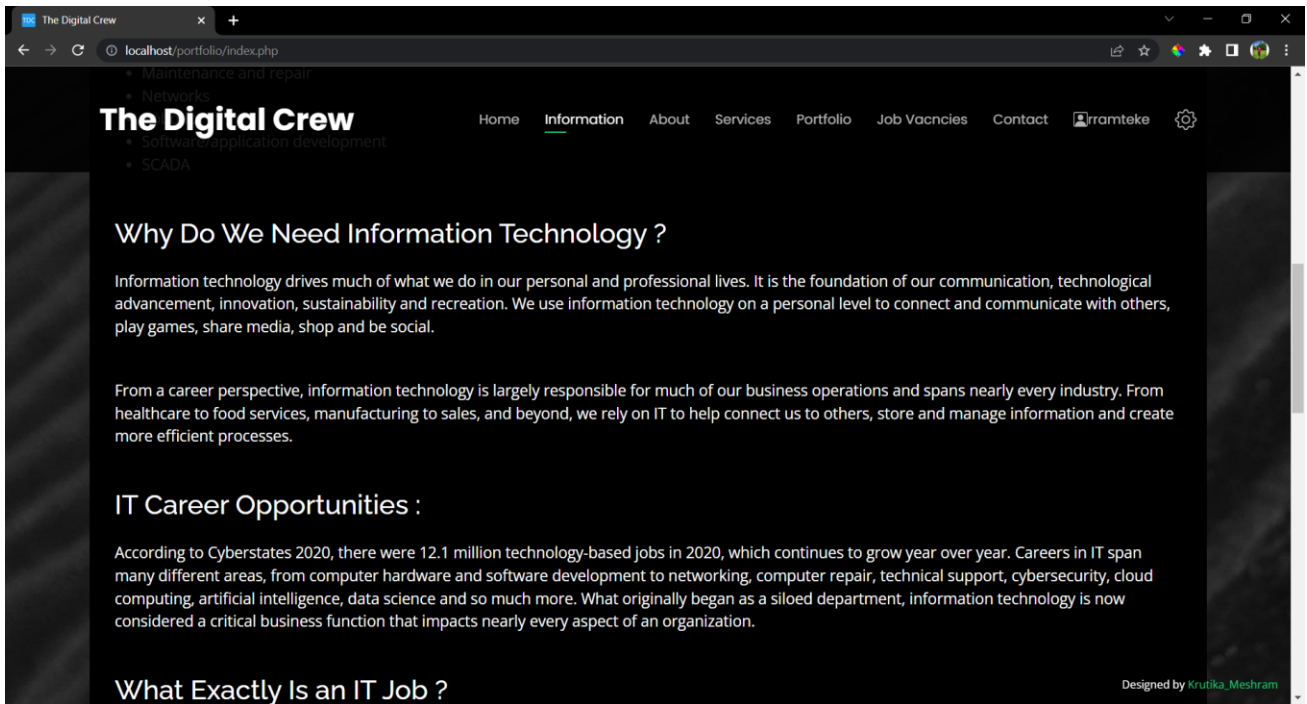 TDC The Digital Crew
localhost/portfolio/index.php
Maintenance and repair
Networks
The Digital Crew
Home Information About Services Portfolio Job Vacncies Contact rramteke
Software/application development
SCADA
Why Do We Need Information Technology ?
Information technology drives much of what we do in our personal and professional lives. It is the foundation of our communication, technological
advancement, innovation, sustainability and recreation. We use information technology on a personal level to connect and communicate with others,
play games, share media, shop and be social.
From a career perspective, information technology is largely responsible for much of our business operations and spans nearly every industry. From
healthcare to food services, manufacturing to sales, and beyond, we rely on IT to help connect us to others, store and manage information and create
more efficient processes.
IT Career Opportunities :
According to Cyberstates 2020, there were 12.1 million technology-based jobs in 2020, which continues to grow year over year. Careers in IT span
many different areas, from computer hardware and software development to networking, computer repair, technical support, cybersecurity, cloud
computing, artificial intelligence, data science and so much more. What originally began as a siloed department, information technology is now
considered a critical business function that impacts nearly every aspect of an organization.
What Exactly Is an IT Job ?
Designed by Krutika_Meshram